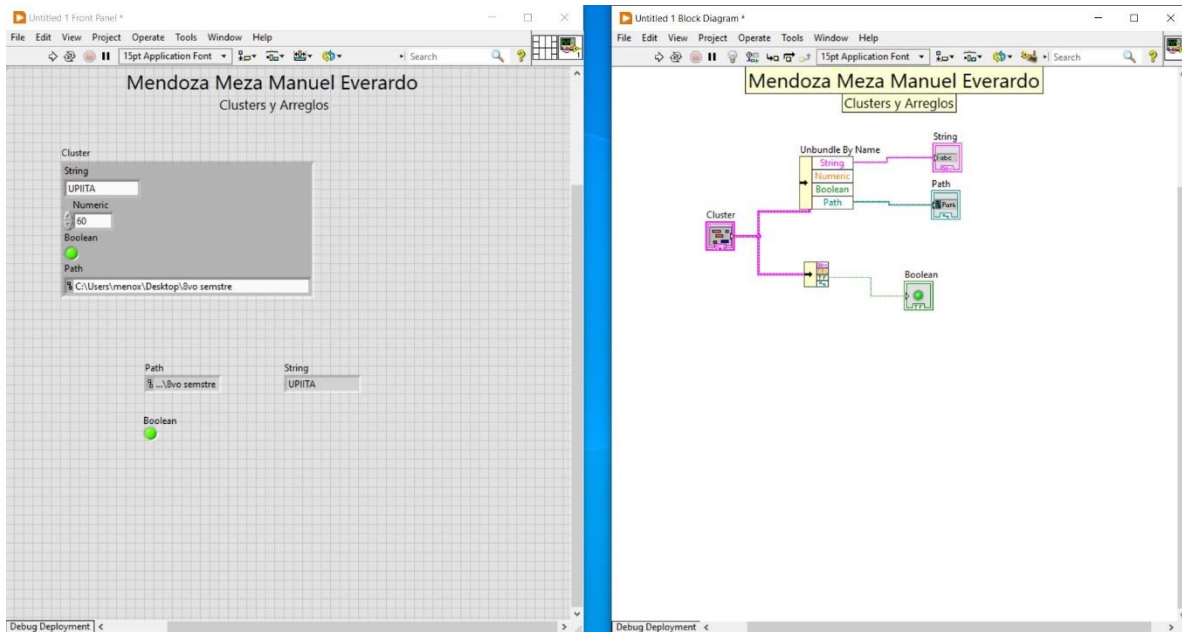 Untitled 1 Front Panel *
File Edit View Project Operate Tools Window Help
15pt Application Font
Search
Mendoza Meza Manuel Everardo
Clusters y Arreglos
Cluster
String
UPIITA
Numeric
60
Boolean
Path
C:\Users\menox\Desktop\8vo semstre
Path
String
...\8vo semstre
UPIITA
Boolean
Debug Deployment
Untitled 1 Block Diagram *
File Edit View Project Operate Tools Window Help
15pt Application Font
Search
Mendoza Meza Manuel Everardo
Clusters y Arreglos
String
Unbundle By Name
String
abc
Numeric
Boolean
Path
Path
Path
Cluster
Boolean
TF
Debug Deployment